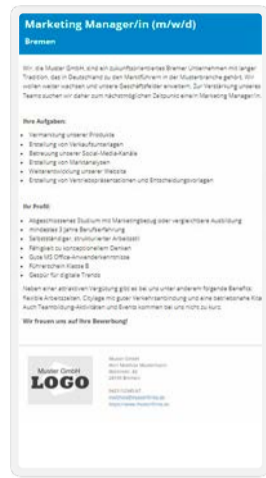 Marketing Manager/in (m/w/d)
Bremen
Wir, die Muster GmbH, sind ein zukunftsorientiertes Bremer Unternehmen mit langer
Tradition, das in Deutschland zu den Marktführern in der Musterbranche gehört. Wir
wollen weiter wachsen und unsere Geschäftsfelder erweitern. Zur Verstärkung unseres
Teams suchen wir daher zum nächstmöglichen Zeitpunkt eine/n Marketing Manager/in.
Ihre Aufgaben:
Vermarktung unserer Produkte
Erstellung von Verkaufsunterlagen
Betreuung unserer Social-Media-Kanäle
Erstellung von Marktanalysen
Weiterentwicklung unserer Website
Erstellung von Vertriebspräsentationen und Entscheidungsvorlagen
Ihr Profil:
Abgeschlossenes Studium mit Marketingbezug oder vergleichbare Ausbildung
mindestes 3 Jahre Berufserfahrung
Selbstständiger, strukturierter Arbeitsstil
Fähigkeit zu konzeptionellem Denken
Gute MS Office-Anwenderkenntnisse
Führerschein Klasse B
Gespür für digitale Trends
Neben einer attraktiven Vergütung gibt es bei uns unter anderem folgende Benefits:
flexible Arbeitszeiten, Citylage mit guter Verkehrsanbindung und eine betriebsnahe Kita.
Auch Teambuilding-Aktivitäten und Events kommen bei uns nicht zu kurz.
Wir freuen uns auf Ihre Bewerbung!
Muster GmbH
LOGO
Muster GmbH
Herr Matthias Mustermann